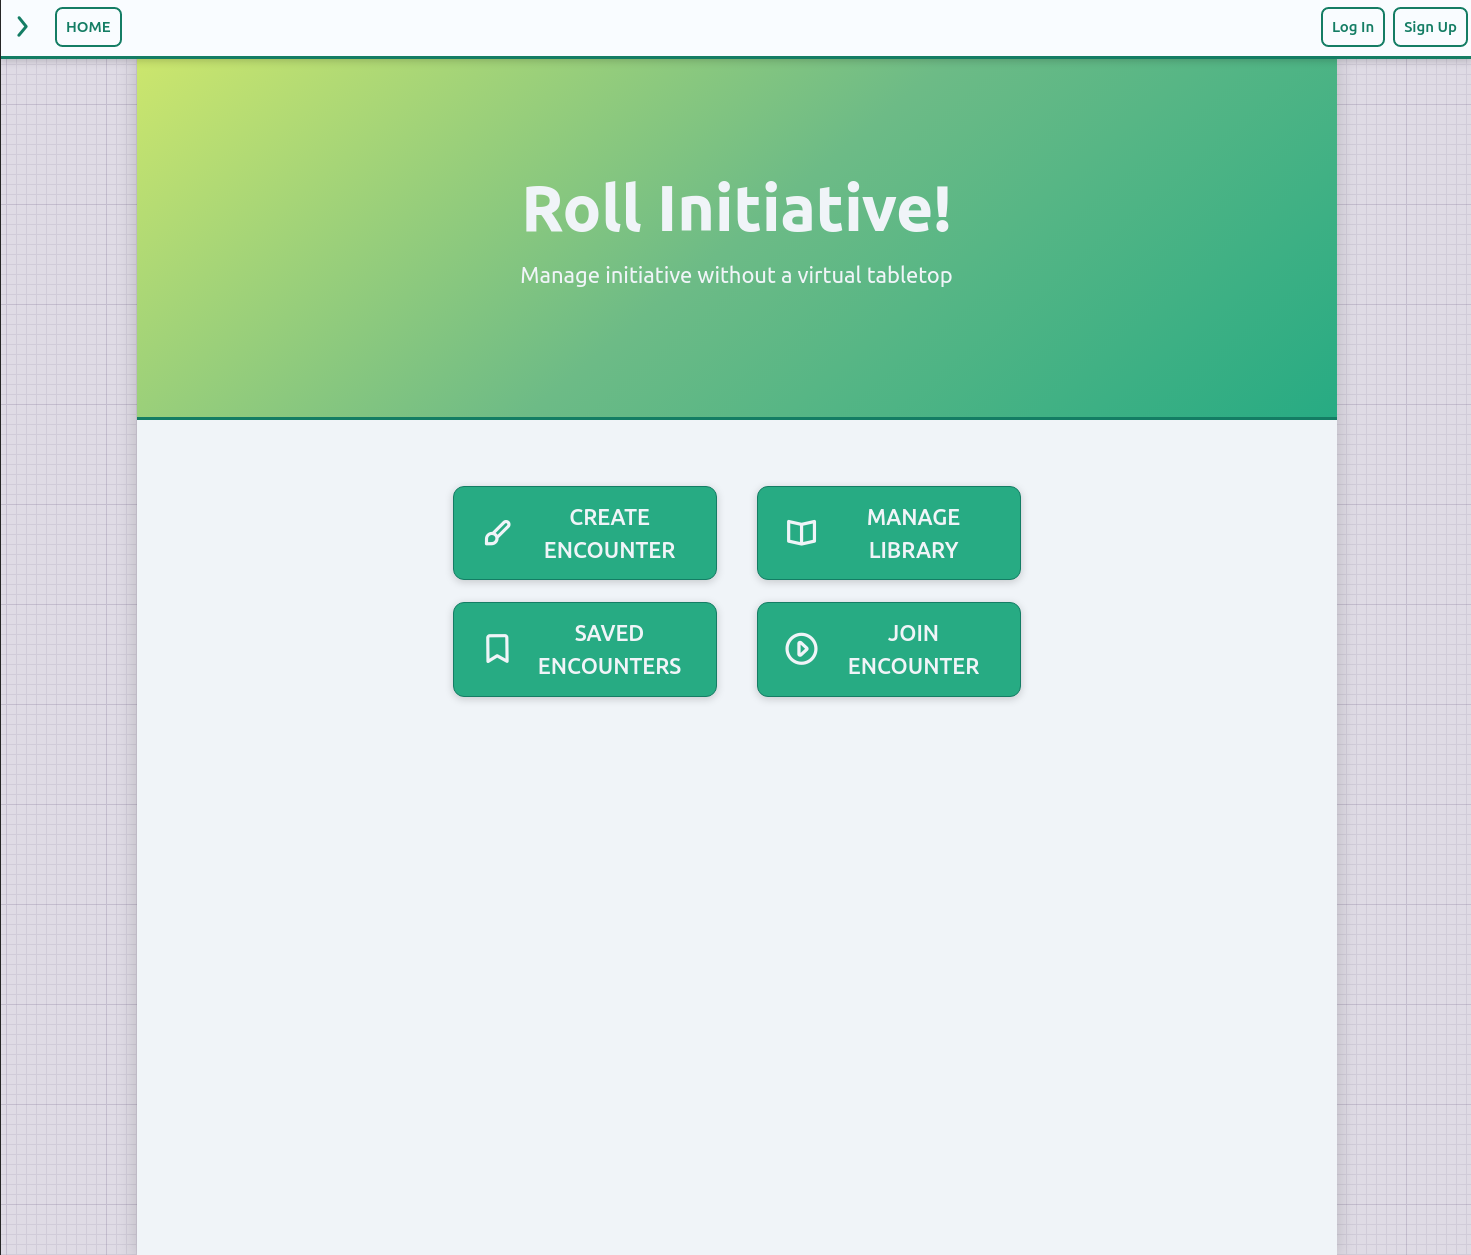 HOME
Log In
Sign Up
Roll Initiative!
Manage initiative without a virtual tabletop
CREATE
ENCOUNTER
MANAGE
LIBRARY
SAVED
ENCOUNTERS
JOIN
ENCOUNTER